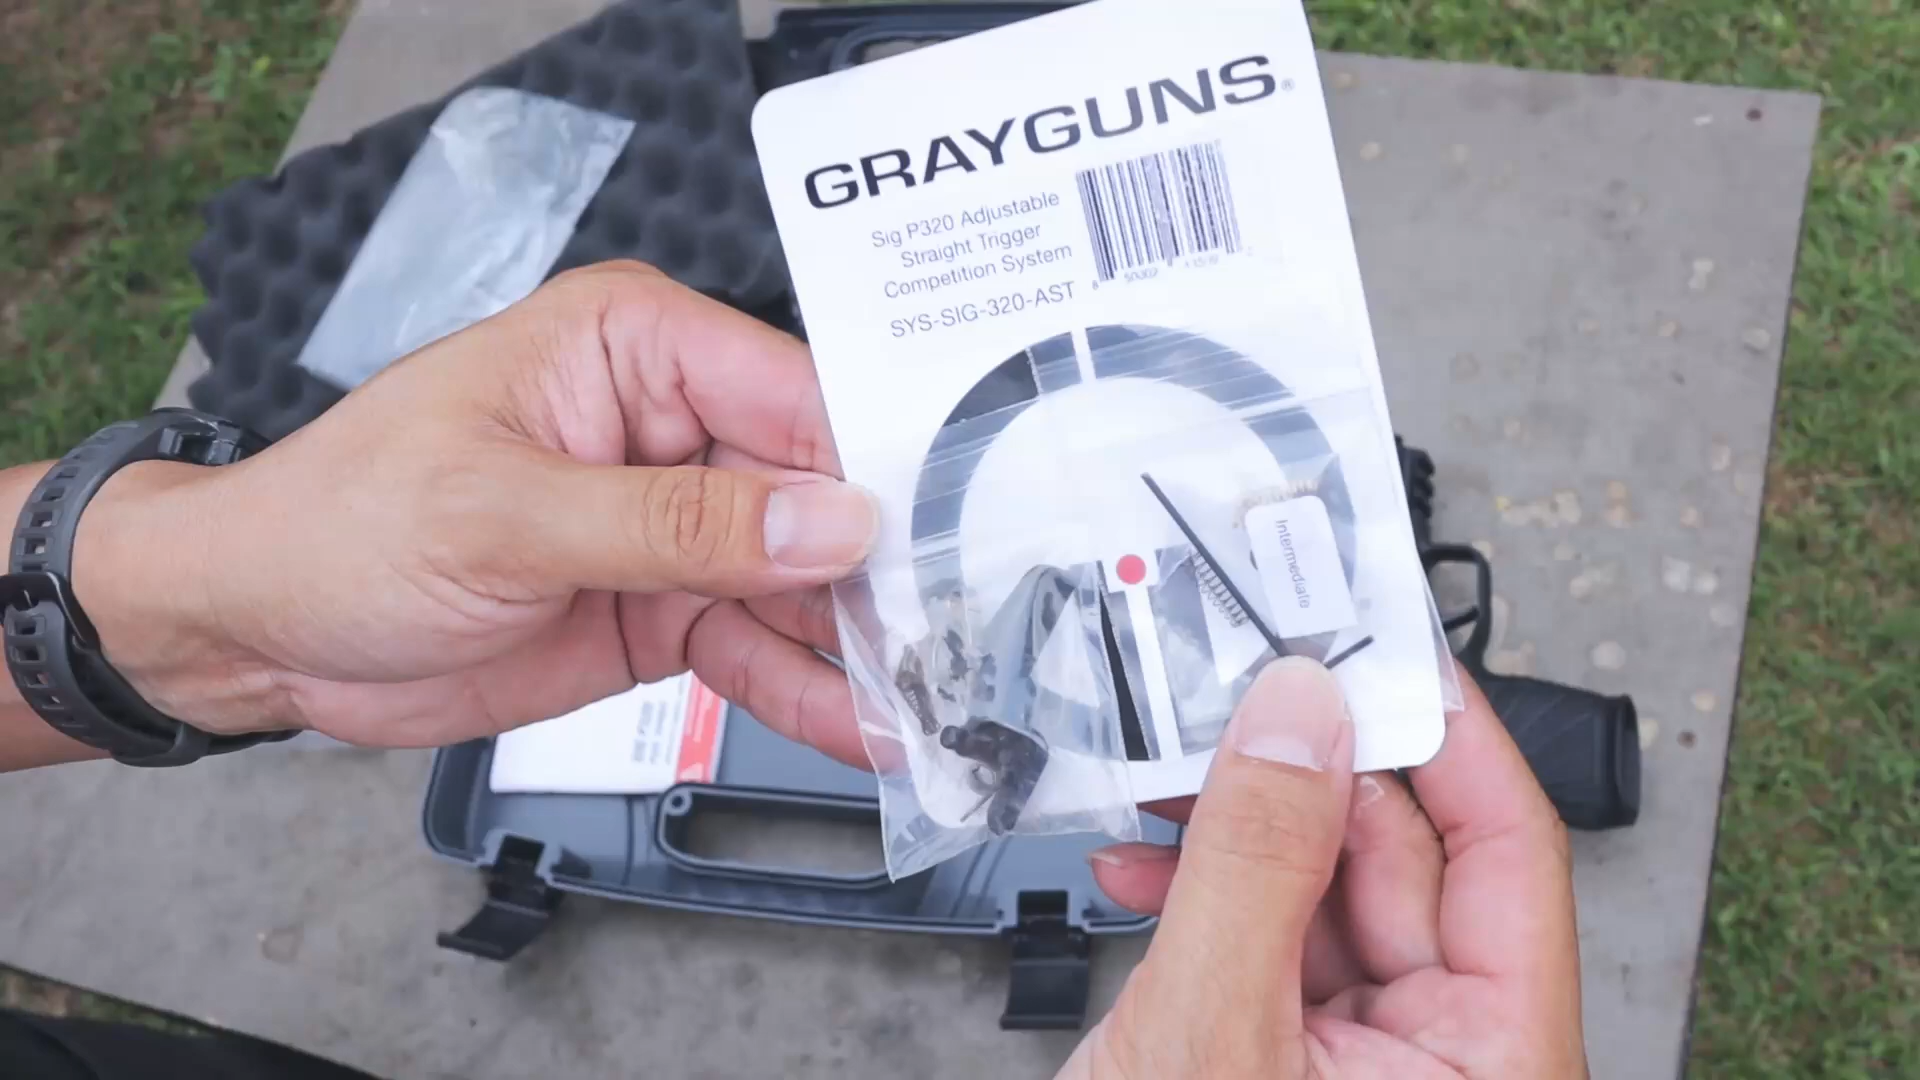 GRAYGUNS®
Sig P320 Adjustable
Straight Trigger
Competition System
SYS-SIG-320-AST
Intermediate